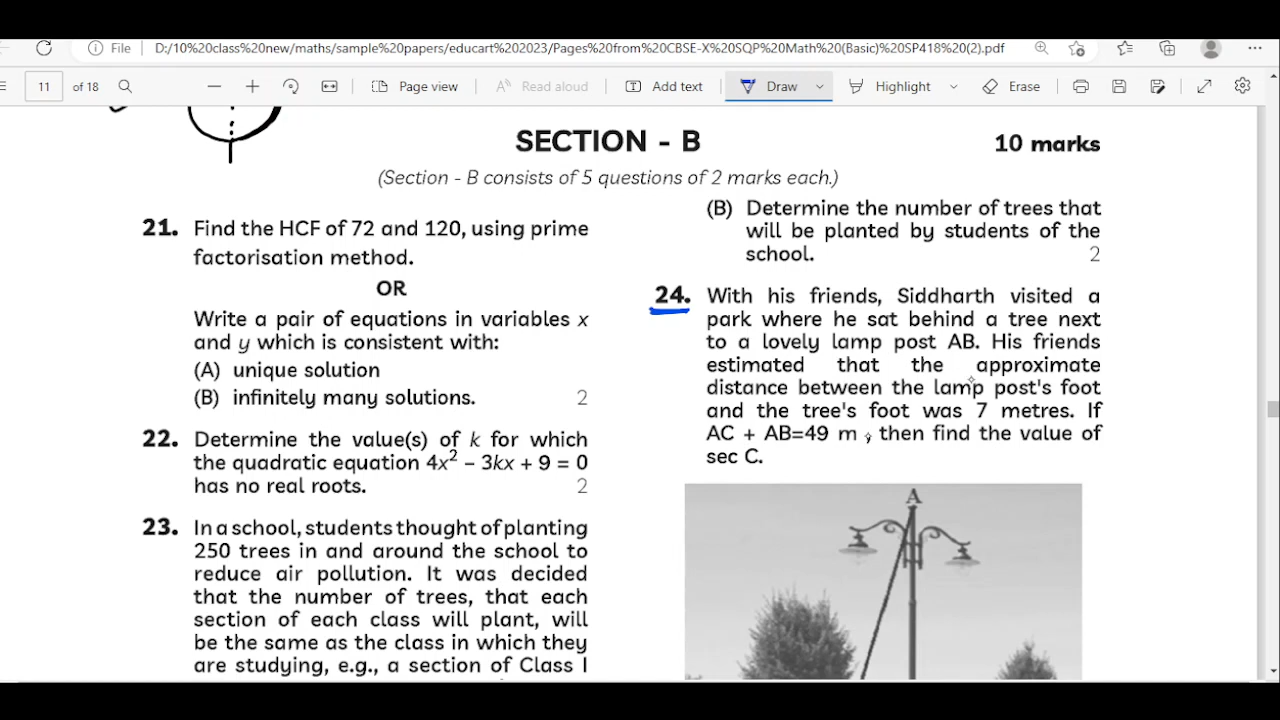 File D:/10%20class%20new/maths/sample%20papers/educart%202023/Pages%20from%20CBSE-X%20SQP%20Math%20(Basic)%20SP418%20(2).pdf
11 of 18 Page view Read aloud Add text Draw Highlight Erase
SECTION - B 10 marks
(Section - B consists of 5 questions of 2 marks each.)
21. Find the HCF of 72 and 120, using prime
factorisation method.
OR
Write a pair of equations in variables x
and y which is consistent with:
(A) unique solution
(B) infinitely many solutions. 2
22. Determine the value(s) of k for which
the quadratic equation 4x² – 3kx + 9 = 0
has no real roots. 2
23. In a school, students thought of planting
250 trees in and around the school to
reduce air pollution. It was decided
that the number of trees, that each
section of each class will plant, will
be the same as the class in which they
are studying, e.g., a section of Class I
(B) Determine the number of trees that
will be planted by students of the
school. 2
24. With his friends, Siddharth visited a
park where he sat behind a tree next
to a lovely lamp post AB. His friends
estimated that the approximate
distance between the lamp post's foot
and the tree's foot was 7 metres. If
AC + AB=49 m , then find the value of
sec C.
A